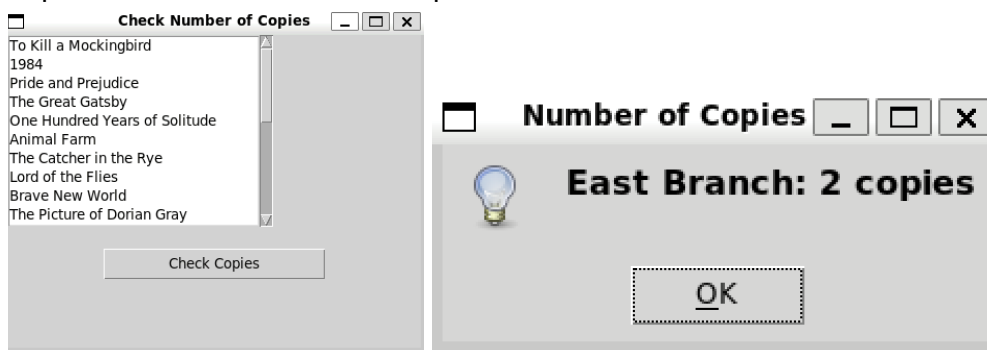 Check Number of Copies
To Kill a Mockingbird
1984
Pride and Prejudice
The Great Gatsby
One Hundred Years of Solitude
Animal Farm
The Catcher in the Rye
Lord of the Flies
Brave New World
The Picture of Dorian Gray
Check Copies
Number of Copies
East Branch: 2 copies
OK